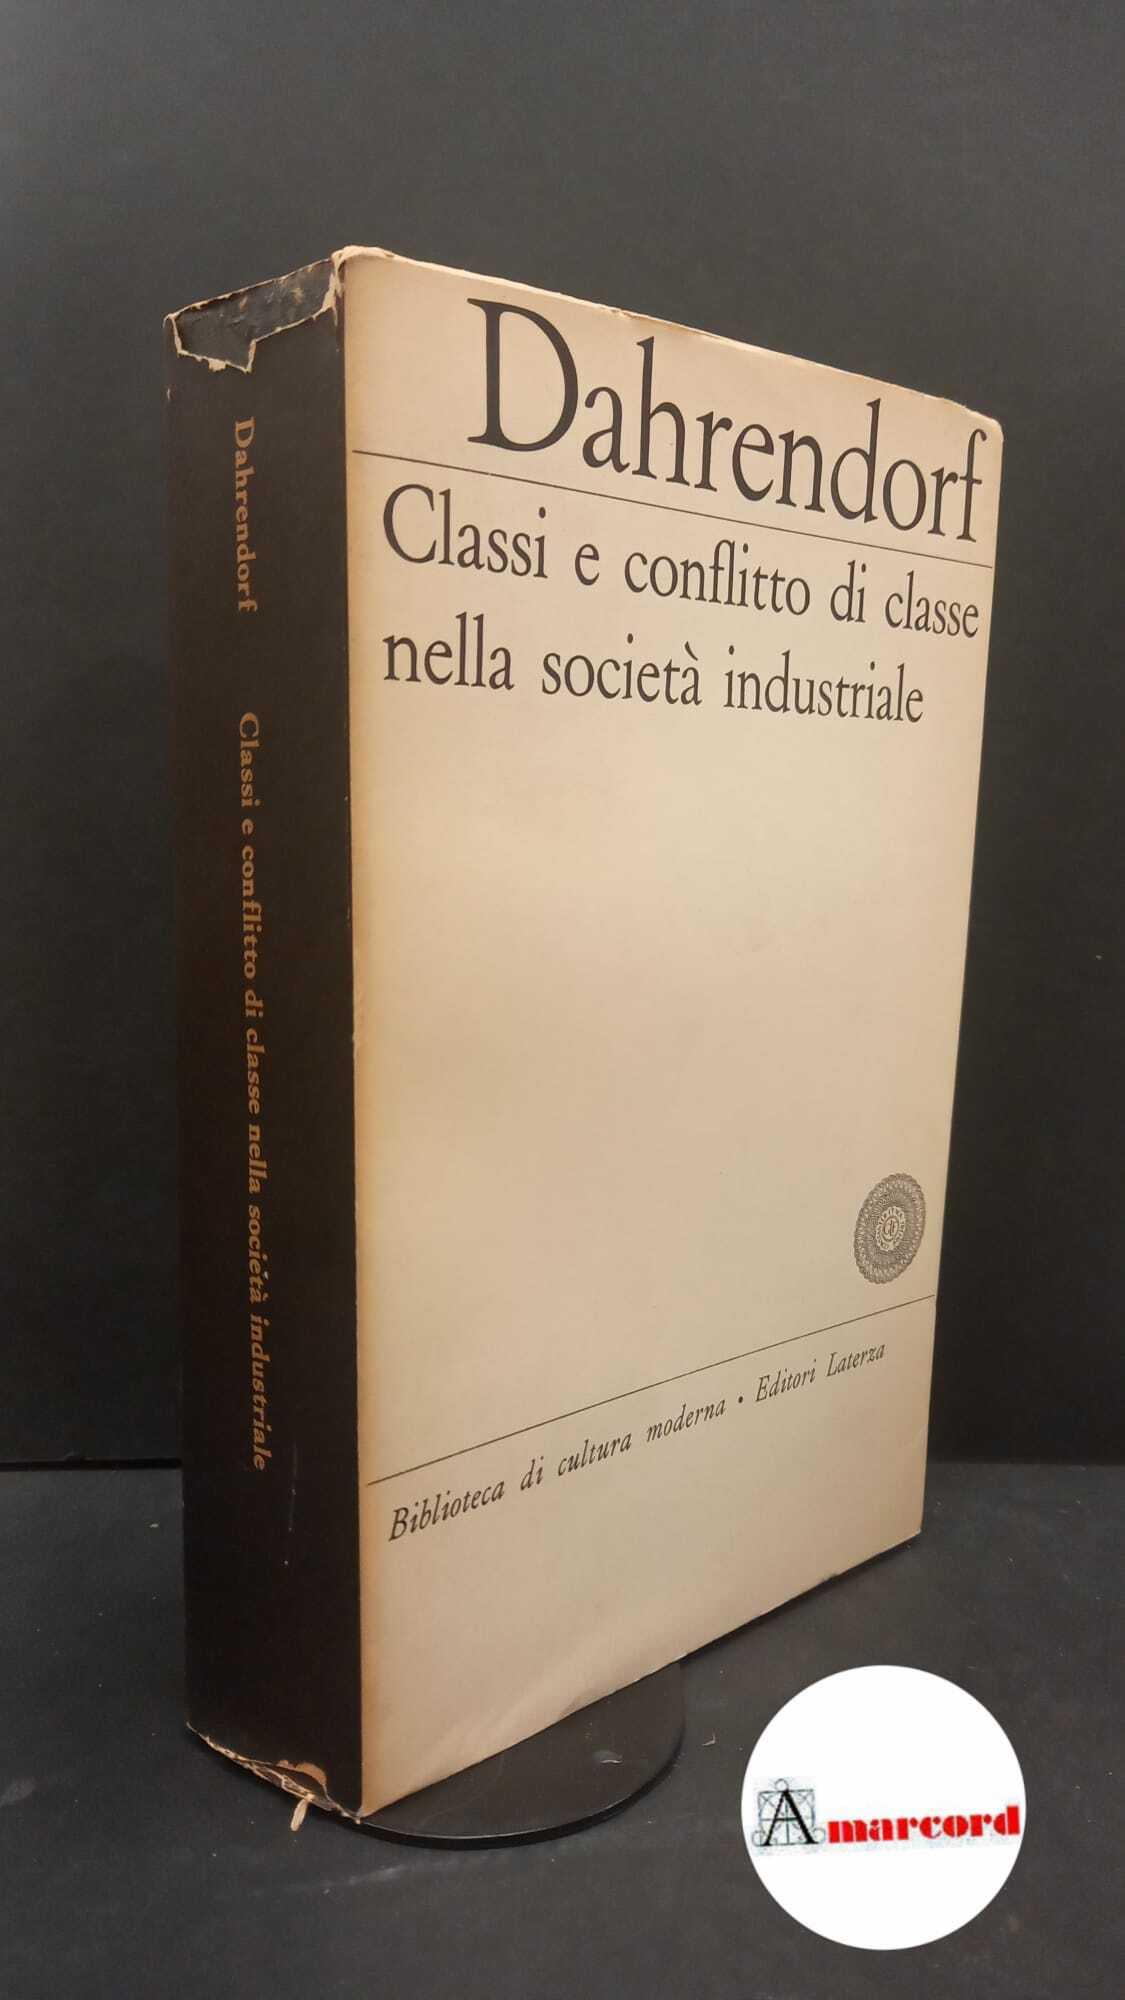 Dahrendorf
Classi e conflitto di classe
nella società industriale
Biblioteca di cultura moderna • Editori Laterza
Dahrendorf Classi e conflitto di classe nella società industriale
Amarcord